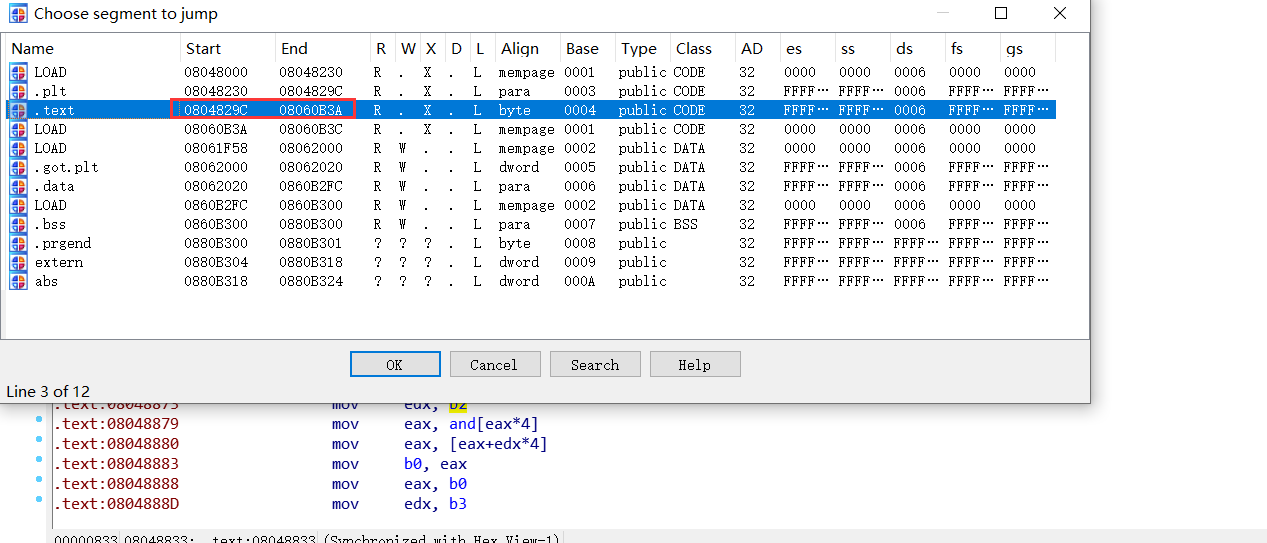 Choose segment to jump
Name Start End R W X D L Align Base Type Class AD es ss ds fs gs
LOAD 08048000 08048230 R . X . L mempage 0001 public CODE 32 0000 0000 0006 0000 0000
.plt 08048230 0804829C R . X . L para 0003 public CODE 32 FFFF… FFFF… 0006 FFFF… FFFF…
.text 0804829C 08060B3A R . X . L byte 0004 public CODE 32 FFFF… FFFF… 0006 FFFF… FFFF…
LOAD 08060B3A 08060B3C R . X . L mempage 0001 public CODE 32 0000 0000 0006 0000 0000
LOAD 08061F58 08062000 R W . . L mempage 0002 public DATA 32 0000 0000 0006 0000 0000
.got.plt 08062000 08062020 R W . . L dword 0005 public DATA 32 FFFF… FFFF… 0006 FFFF… FFFF…
.data 08062020 0860B2FC R W . . L para 0006 public DATA 32 FFFF… FFFF… 0006 FFFF… FFFF…
LOAD 0860B2FC 0860B300 R W . . L mempage 0002 public DATA 32 0000 0000 0006 0000 0000
.bss 0860B300 0880B300 R W . . L para 0007 public BSS 32 FFFF… FFFF… 0006 FFFF… FFFF…
.prgend 0880B300 0880B301 ? ? ? . L byte 0008 public 32 FFFF… FFFF… FFFF… FFFF… FFFF…
extern 0880B304 0880B318 ? ? ? . L dword 0009 public 32 FFFF… FFFF… FFFF… FFFF… FFFF…
abs 0880B318 0880B324 ? ? ? . L dword 000A public 32 FFFF… FFFF… FFFF… FFFF… FFFF…
OK Cancel Search Help
Line 3 of 12
.text:08048873 mov edx, b2
.text:08048879 mov eax, and[eax*4]
.text:08048880 mov eax, [eax+edx*4]
.text:08048883 mov b0, eax
.text:08048888 mov eax, b0
.text:0804888D mov edx, b3
00000833 08048833: .text:08048833 (Synchronized with Hex View-1)